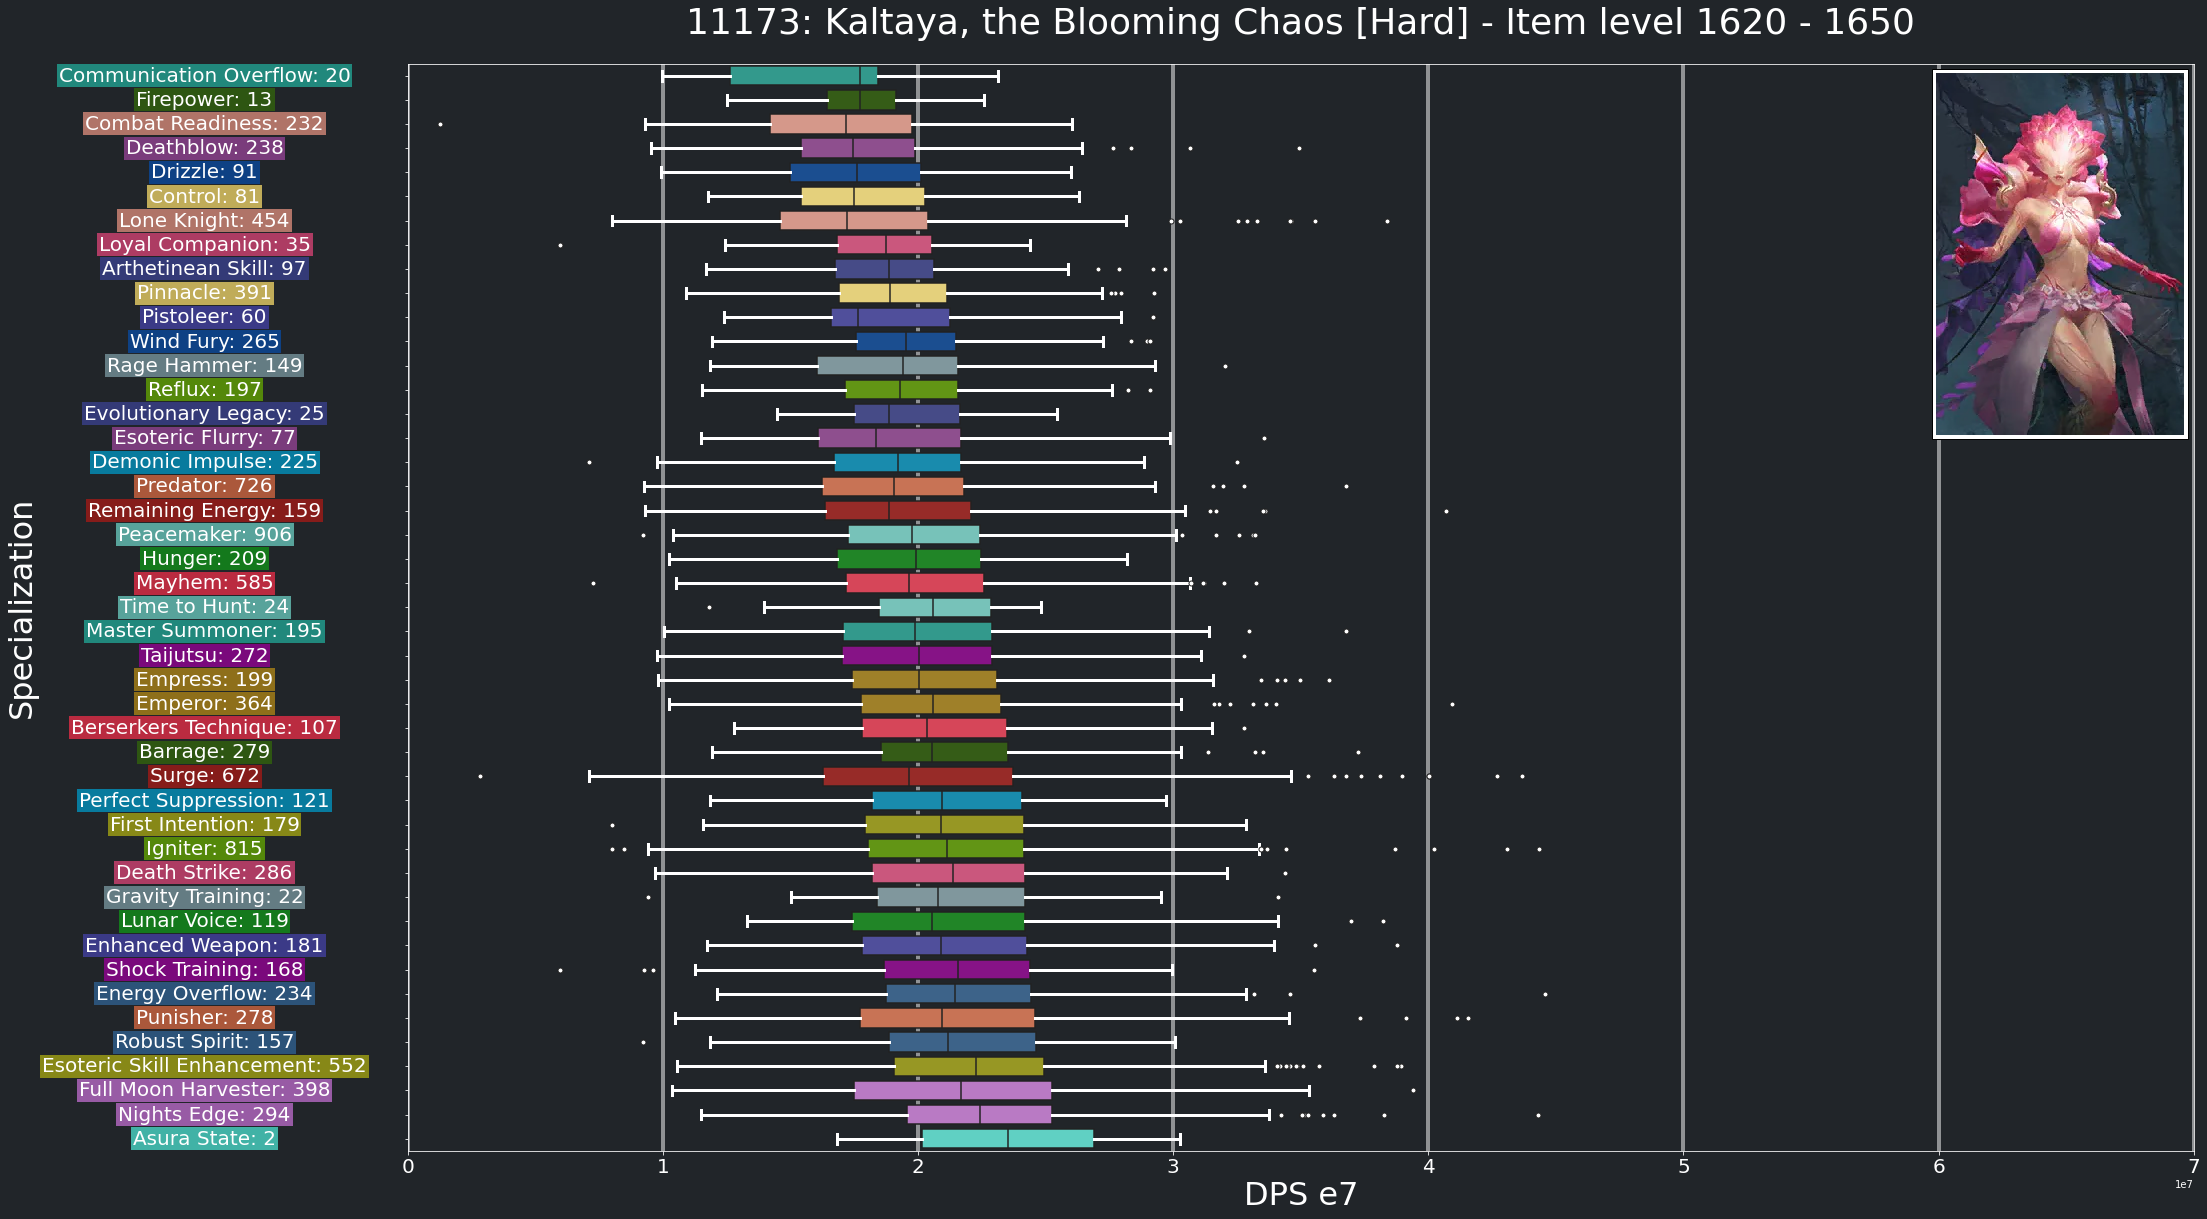 11173: Kaltaya, the Blooming Chaos [Hard] - Item level 1620 - 1650
Communication Overflow: 20
Firepower: 13
Combat Readiness: 232
Deathblow: 238
Drizzle: 91
Control: 81
Lone Knight: 454
Loyal Companion: 35
Arthetinean Skill: 97
Pinnacle: 391
Pistoleer: 60
Wind Fury: 265
Rage Hammer: 149
Reflux: 197
Evolutionary Legacy: 25
Esoteric Flurry: 77
Demonic Impulse: 225
Predator: 726
Remaining Energy: 159
Peacemaker: 906
Hunger: 209
Mayhem: 585
Time to Hunt: 24
Master Summoner: 195
Taijutsu: 272
Empress: 199
Emperor: 364
Berserkers Technique: 107
Barrage: 279
Surge: 672
Perfect Suppression: 121
First Intention: 179
Igniter: 815
Death Strike: 286
Gravity Training: 22
Lunar Voice: 119
Enhanced Weapon: 181
Shock Training: 168
Energy Overflow: 234
Punisher: 278
Robust Spirit: 157
Esoteric Skill Enhancement: 552
Full Moon Harvester: 398
Nights Edge: 294
Asura State: 2
Specialization
0 1 2 3 4 5 6 7
1e7
DPS e7